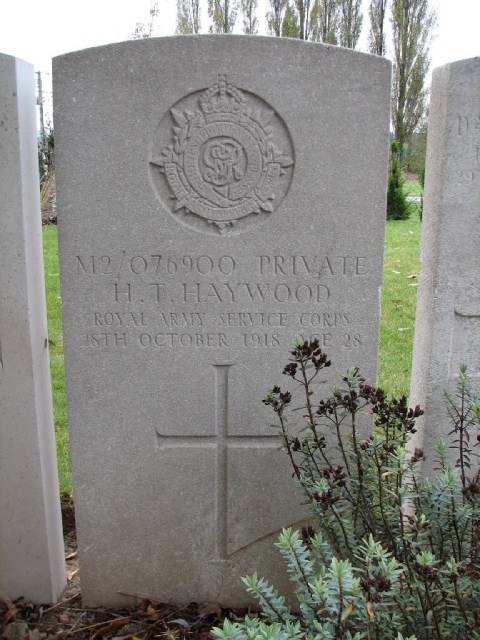 M2/076900 PRIVATE
H.T. HAYWOOD
ROYAL ARMY SERVICE CORPS
28TH OCTOBER 1918 AGE 28